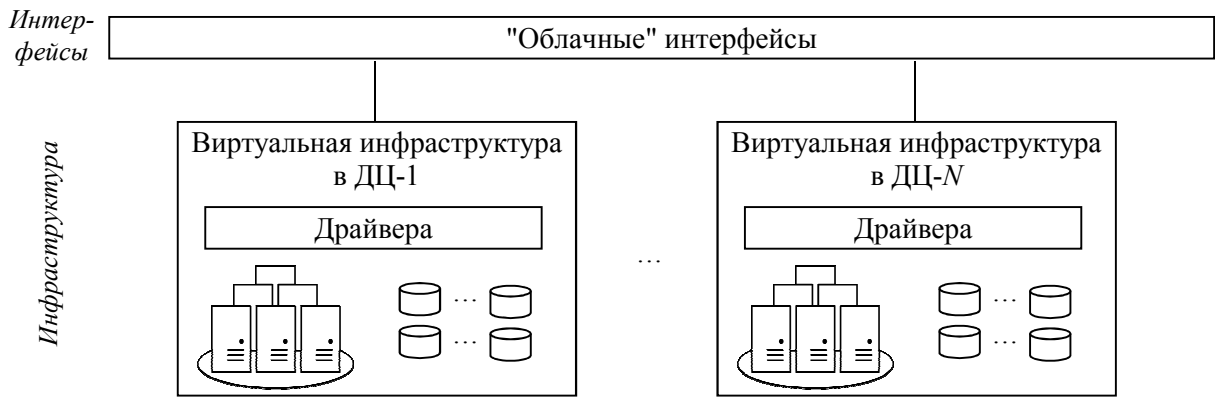 Интер-
фейсы
"Облачные" интерфейсы
Инфраструктура
Виртуальная инфраструктура
в ДЦ-1
Драйвера
...
...
...
Виртуальная инфраструктура
в ДЦ-N
Драйвера
...
...